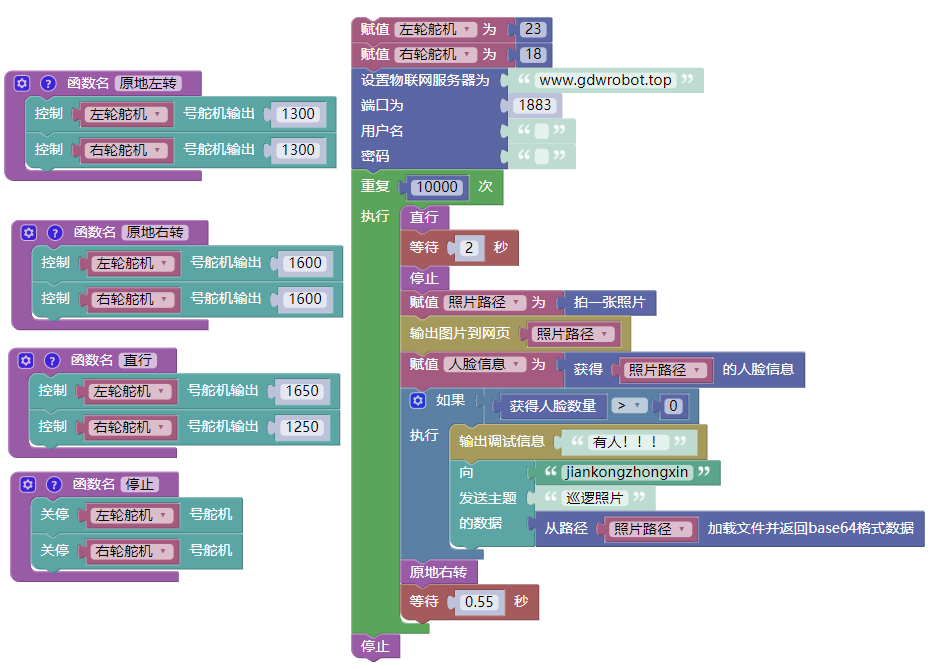 函数名 原地左转
控制 左轮舵机 号舵机输出 1300
控制 右轮舵机 号舵机输出 1300
函数名 原地右转
控制 左轮舵机 号舵机输出 1600
控制 右轮舵机 号舵机输出 1600
函数名 直行
控制 左轮舵机 号舵机输出 1650
控制 右轮舵机 号舵机输出 1250
函数名 停止
关停 左轮舵机 号舵机
关停 右轮舵机 号舵机
赋值 左轮舵机 为 23
赋值 右轮舵机 为 18
设置物联网服务器为 “ www.gdwrobot.top ”
端口为 1883
用户名 “ ”
密码 “ ”
重复 10000 次
执行 直行
等待 2 秒
停止
赋值 照片路径 为 拍一张照片
输出图片到网页 照片路径
赋值 人脸信息 为 获得 照片路径 的人脸信息
如果 获得人脸数量 > 0
执行 输出调试信息 “ 有人！！！ ”
向 “ jiankongzhongxin ”
发送主题 “ 巡逻照片 ”
的数据 从路径 照片路径 加载文件并返回base64格式数据
原地右转
等待 0.55 秒
停止